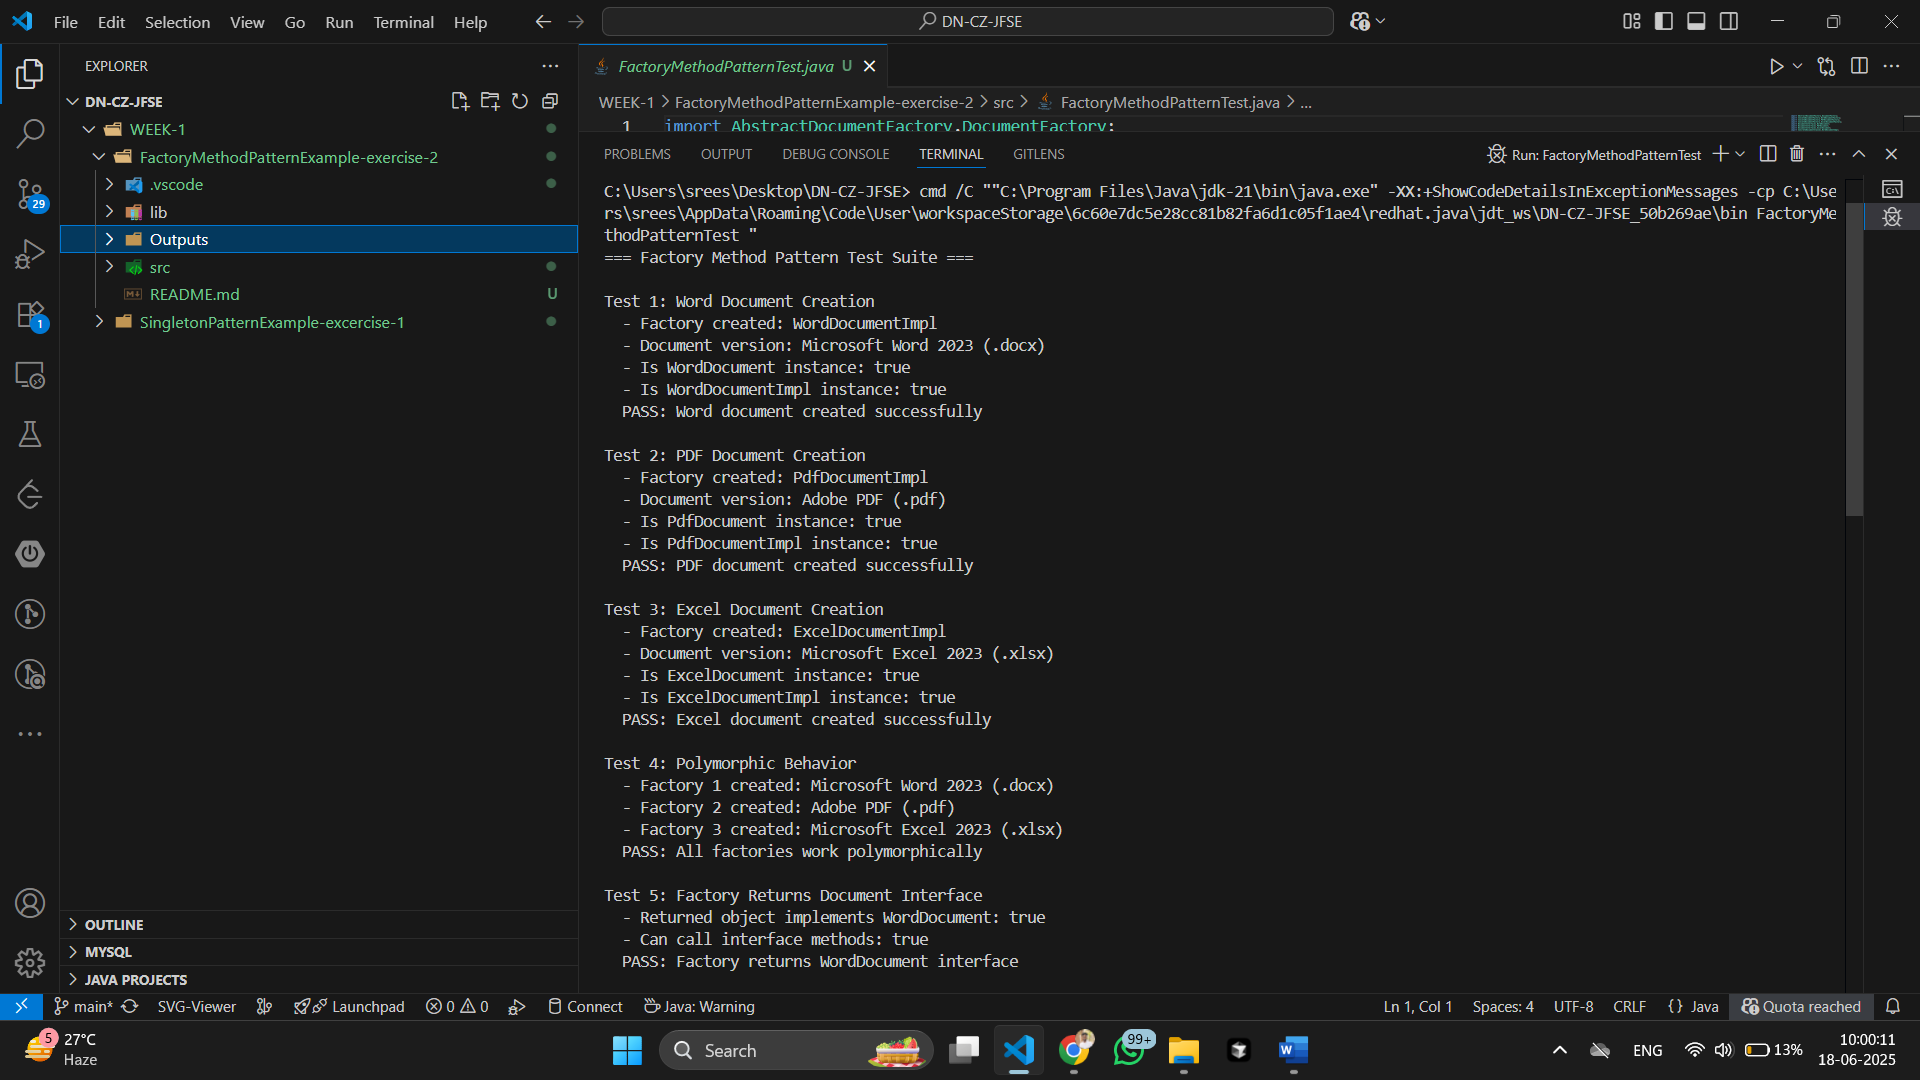 File Edit Selection View Go Run Terminal Help
DN-CZ-JFSE
EXPLORER
DN-CZ-JFSE
WEEK-1
FactoryMethodPatternExample-exercise-2
.vscode
lib
Outputs
src
README.md U
SingletonPatternExample-excercise-1
OUTLINE
MYSQL
JAVA PROJECTS
29
1
FactoryMethodPatternTest.java U
WEEK-1 > FactoryMethodPatternExample-exercise-2 > src > FactoryMethodPatternTest.java > ...
1 import AbstractDocumentFactory.DocumentFactory;
PROBLEMS OUTPUT DEBUG CONSOLE TERMINAL GITLENS
Run: FactoryMethodPatternTest
C:\Users\srees\Desktop\DN-CZ-JFSE> cmd /C ""C:\Program Files\Java\jdk-21\bin\java.exe" -XX:+ShowCodeDetailsInExceptionMessages -cp C:\Use
rs\srees\AppData\Roaming\Code\User\workspaceStorage\6c60e7dc5e28cc81b82fa6d1c05f1ae4\redhat.java\jdt_ws\DN-CZ-JFSE_50b269ae\bin FactoryMe
thodPatternTest "
=== Factory Method Pattern Test Suite ===
Test 1: Word Document Creation
- Factory created: WordDocumentImpl
- Document version: Microsoft Word 2023 (.docx)
- Is WordDocument instance: true
- Is WordDocumentImpl instance: true
PASS: Word document created successfully
Test 2: PDF Document Creation
- Factory created: PdfDocumentImpl
- Document version: Adobe PDF (.pdf)
- Is PdfDocument instance: true
- Is PdfDocumentImpl instance: true
PASS: PDF document created successfully
Test 3: Excel Document Creation
- Factory created: ExcelDocumentImpl
- Document version: Microsoft Excel 2023 (.xlsx)
- Is ExcelDocument instance: true
- Is ExcelDocumentImpl instance: true
PASS: Excel document created successfully
Test 4: Polymorphic Behavior
- Factory 1 created: Microsoft Word 2023 (.docx)
- Factory 2 created: Adobe PDF (.pdf)
- Factory 3 created: Microsoft Excel 2023 (.xlsx)
PASS: All factories work polymorphically
Test 5: Factory Returns Document Interface
- Returned object implements WordDocument: true
- Can call interface methods: true
PASS: Factory returns WordDocument interface
main* SVG-Viewer Launchpad 0 0 Connect Java: Warning
Ln 1, Col 1 Spaces: 4 UTF-8 CRLF {} Java Quota reached
5
27°C
Haze
Search
99+
ENG
13%
10:00:11
18-06-2025